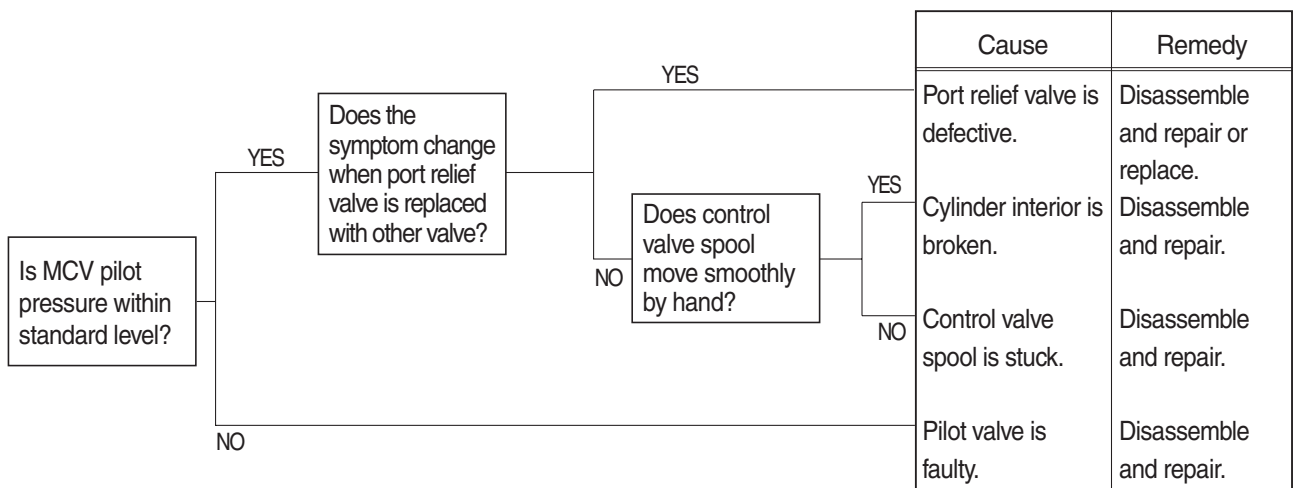 Is MCV pilot
pressure within
standard level?
YES
NO
Does the
symptom change
when port relief
valve is replaced
with other valve?
YES
NO
Does control
valve spool
move smoothly
by hand?
YES
NO
Cause
Remedy
Port relief valve is
defective.
Disassemble
and repair or
replace.
Cylinder interior is
broken.
Disassemble
and repair.
Control valve
spool is stuck.
Disassemble
and repair.
Pilot valve is
faulty.
Disassemble
and repair.